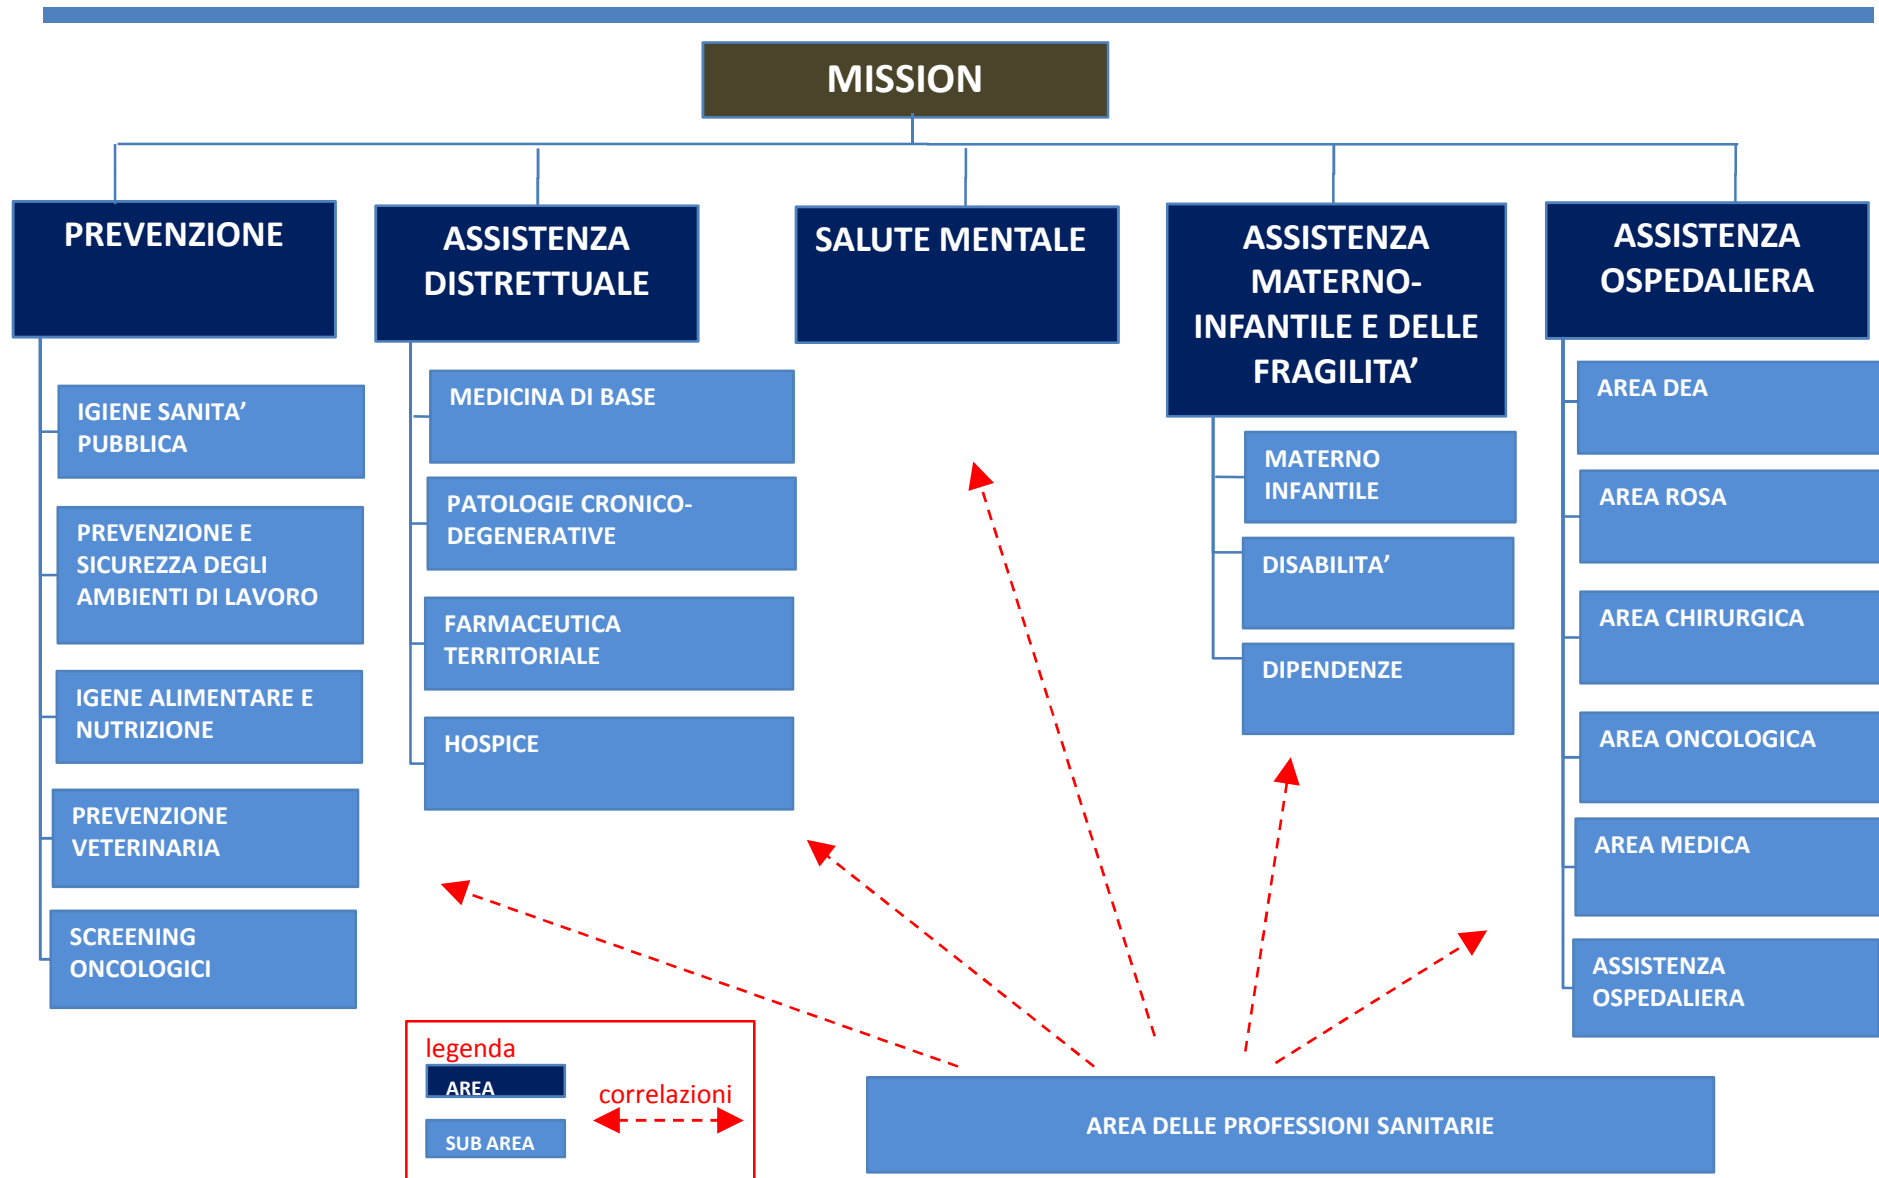 MISSION
PREVENZIONE
ASSISTENZA
DISTRETTUALE
SALUTE MENTALE
ASSISTENZA
MATERNO-
INFANTILE E DELLE
FRAGILITA’
ASSISTENZA
OSPEDALIERA
IGIENE SANITA’
PUBBLICA
PREVENZIONE E
SICUREZZA DEGLI
AMBIENTI DI LAVORO
IGENE ALIMENTARE E
NUTRIZIONE
PREVENZIONE
VETERINARIA
SCREENING
ONCOLOGICI
MEDICINA DI BASE
PATOLOGIE CRONICO-
DEGENERATIVE
FARMACEUTICA
TERRITORIALE
HOSPICE
MATERNO
INFANTILE
DISABILITA’
DIPENDENZE
AREA DEA
AREA ROSA
AREA CHIRURGICA
AREA ONCOLOGICA
AREA MEDICA
ASSISTENZA
OSPEDALIERA
legenda
AREA
correlazioni
SUB AREA
AREA DELLE PROFESSIONI SANITARIE